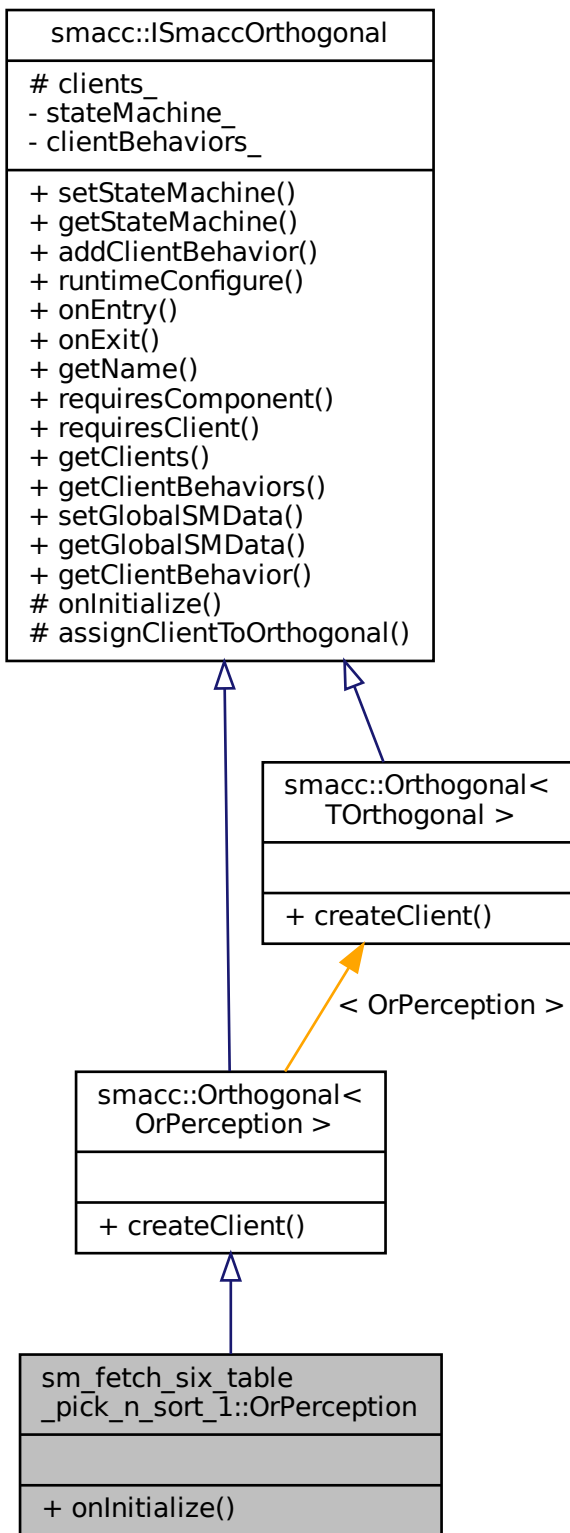 smacc::ISmaccOrthogonal
# clients_
- stateMachine_
- clientBehaviors_
+ setStateMachine()
+ getStateMachine()
+ addClientBehavior()
+ runtimeConfigure()
+ onEntry()
+ onExit()
+ getName()
+ requiresComponent()
+ requiresClient()
+ getClients()
+ getClientBehaviors()
+ setGlobalSMData()
+ getGlobalSMData()
+ getClientBehavior()
# onInitialize()
# assignClientToOrthogonal()
smacc::Orthogonal<
TOrthogonal >
+ createClient()
< OrPerception >
smacc::Orthogonal<
OrPerception >
+ createClient()
sm_fetch_six_table
_pick_n_sort_1::OrPerception
+ onInitialize()